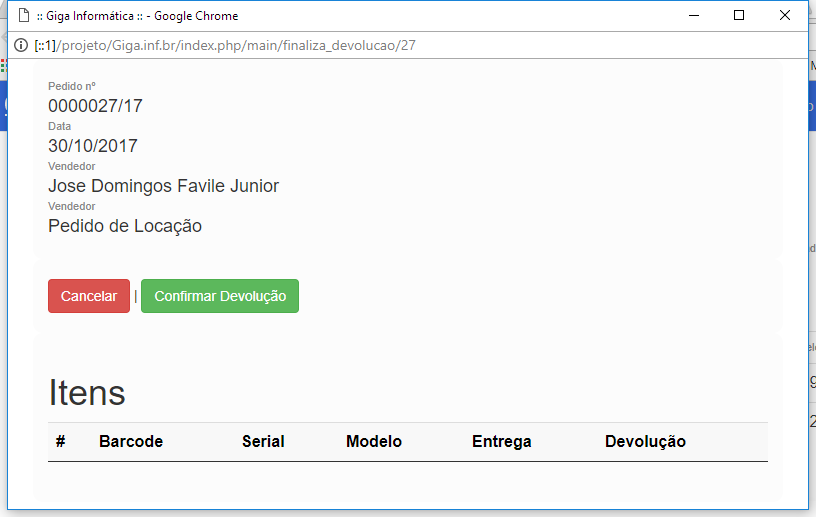 :: Giga Informática :: - Google Chrome
[::1]/projeto/Giga.inf.br/index.php/main/finaliza_devolucao/27
Pedido nº
0000027/17
Data
30/10/2017
Vendedor
Jose Domingos Favile Junior
Vendedor
Pedido de Locação
Cancelar | Confirmar Devolução
Itens
# Barcode Serial Modelo Entrega Devolução